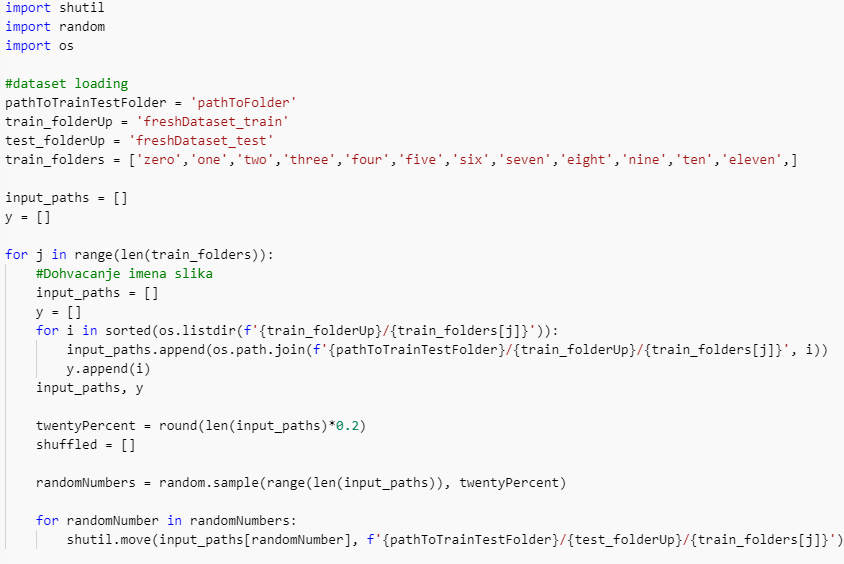 import shutil
import random
import os
#dataset loading
pathToTrainTestFolder = 'pathToFolder'
train_folderUp = 'freshDataset_train'
test_folderUp = 'freshDataset_test'
train_folders = ['zero','one','two','three','four','five','six','seven','eight','nine','ten','eleven',]
input_paths = []
y = []
for j in range(len(train_folders)):
    #Dohvacanje imena slika
    input_paths = []
    y = []
    for i in sorted(os.listdir(f'{train_folderUp}/{train_folders[j]}')):
        input_paths.append(os.path.join(f'{pathToTrainTestFolder}/{train_folderUp}/{train_folders[j]}', i))
        y.append(i)
    input_paths, y
    twentyPercent = round(len(input_paths)*0.2)
    shuffled = []
    randomNumbers = random.sample(range(len(input_paths)), twentyPercent)
    for randomNumber in randomNumbers:
        shutil.move(input_paths[randomNumber], f'{pathToTrainTestFolder}/{test_folderUp}/{train_folders[j]}')